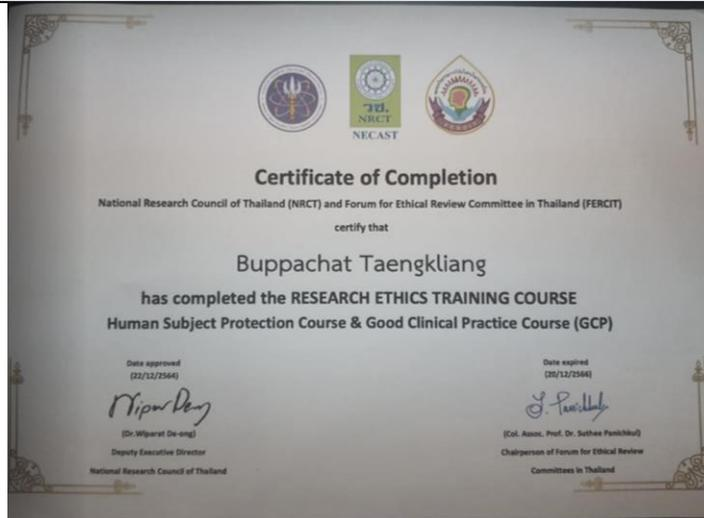 วช.
NRCT
NECAST
Certificate of Completion
National Research Council of Thailand (NRCT) and Forum for Ethical Review Committee in Thailand (FERCIT)
certify that
Buppachat Taengkliang
has completed the RESEARCH ETHICS TRAINING COURSE
Human Subject Protection Course & Good Clinical Practice Course (GCP)
Date approved
(22/12/2564)
(Dr.Wiparat De-ong)
Deputy Executive Director
National Research Council of Thailand
Date expired
(20/12/2566)
(Col. Assoc. Prof. Dr. Suthee Panichkul)
Chairperson of Forum for Ethical Review
Committees in Thailand